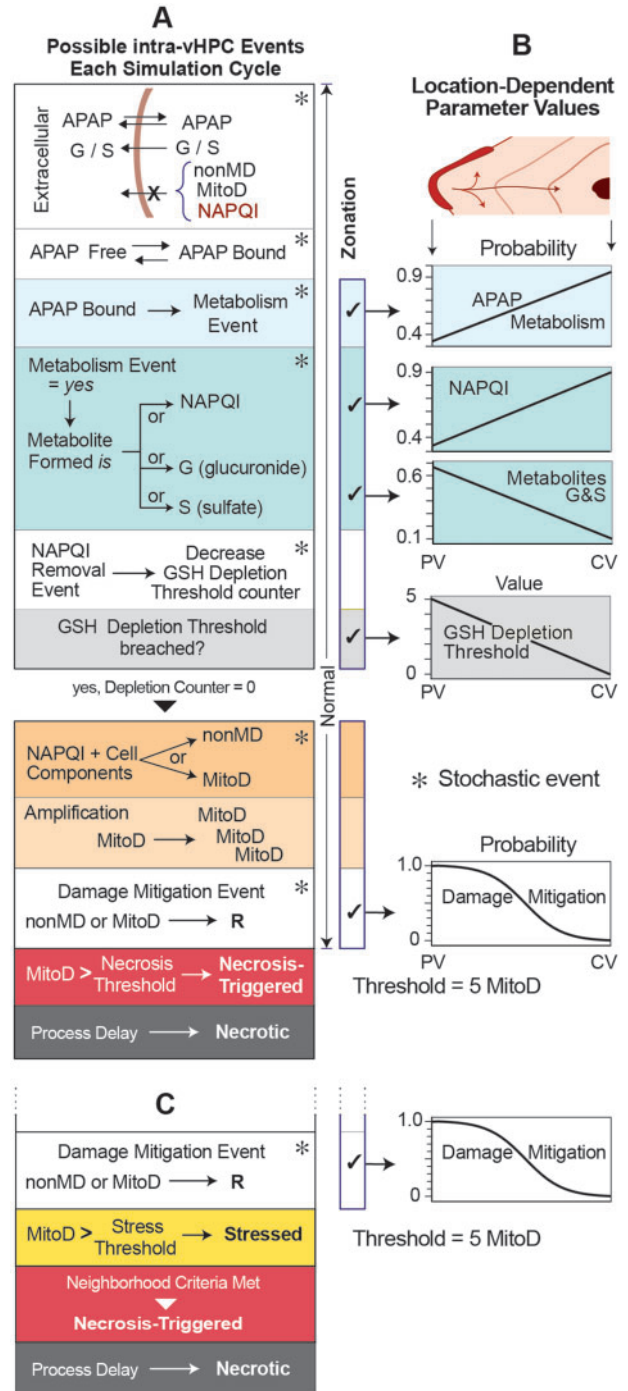 A
Possible intra-vHPC Events
Each Simulation Cycle
Extracellular
APAP APAP *
G / S G / S
X nonMD
MitoD
NAPQI
APAP Free APAP Bound *
APAP Bound Metabolism *
Event
Metabolism Event *
= yes
Metabolite
Formed is
or NAPQI
or G (glucuronide)
or S (sulfate)
NAPQI Decrease *
Removal GSH Depletion
Event Threshold counter
GSH Depletion Threshold
breached?
yes, Depletion Counter = 0
NAPQI + Cell nonMD *
Components or
MitoD
Amplification MitoD
MitoD MitoD
MitoD
Damage Mitigation Event *
nonMD or MitoD R
MitoD > Necrosis Necrosis-
Threshold Triggered
Process Delay Necrotic
Normal
Zonation
✓
✓
✓
✓
✓
B
Location-Dependent
Parameter Values
Probability
0.9
APAP
Metabolism
0.4
0.9
NAPQI
0.4
0.6
Metabolites
G&S
0.1
PV CV
Value
5
GSH Depletion
Threshold
0
PV CV
* Stochastic event
Probability
1.0
Damage Mitigation
0
PV CV
Threshold = 5 MitoD
C
Damage Mitigation Event *
nonMD or MitoD R
MitoD > Stress Stressed
Threshold
Neighborhood Criteria Met
Necrosis-Triggered
Process Delay Necrotic
✓
1.0
Damage Mitigation
0
Threshold = 5 MitoD